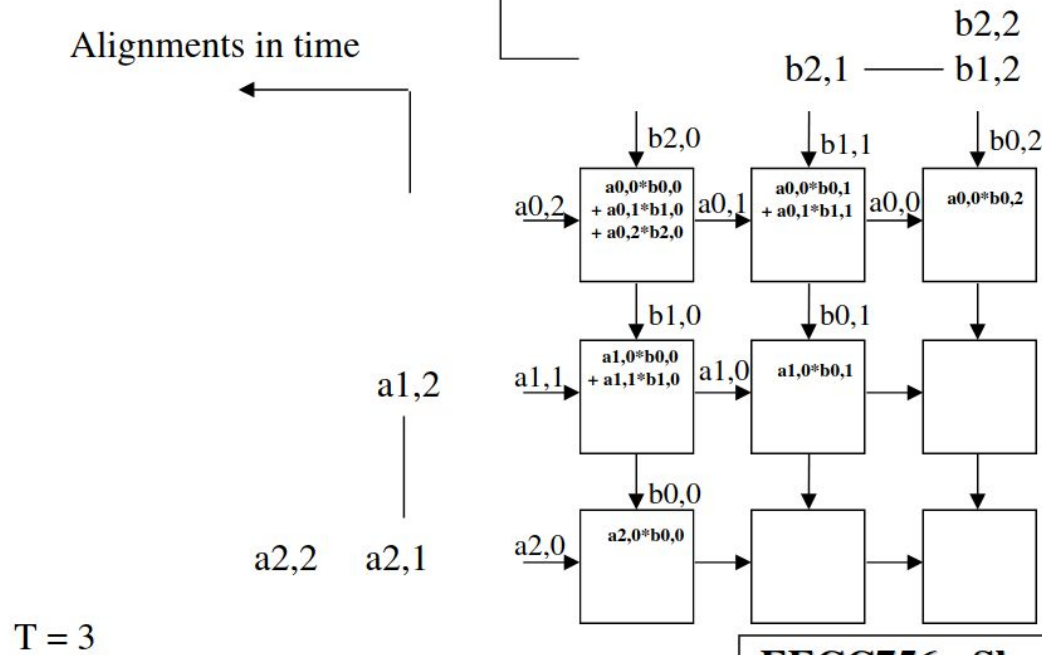 b2,2
Alignments in time
b2,1 b1,2
b2,0 b1,1 b0,2
a0,2 a0,1 a0,0
a0,0*b0,0
+ a0,1*b1,0
+ a0,2*b2,0
a0,0*b0,1
+ a0,1*b1,1
a0,0*b0,2
b1,0 b0,1
a1,2 a1,1 a1,0
a1,0*b0,0
+ a1,1*b1,0
a1,0*b0,1
b0,0
a2,2 a2,1 a2,0
a2,0*b0,0
T = 3